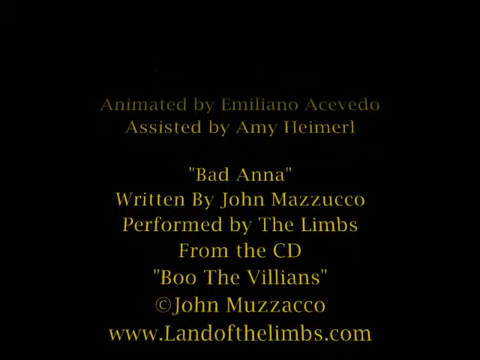 Animated by Emiliano Acevedo
Assisted by Amy Heimerl
"Bad Anna"
Written By John Mazzucco
Performed by The Limbs
From the CD
"Boo The Villians"
©John Muzzacco
www.Landofthelimbs.com